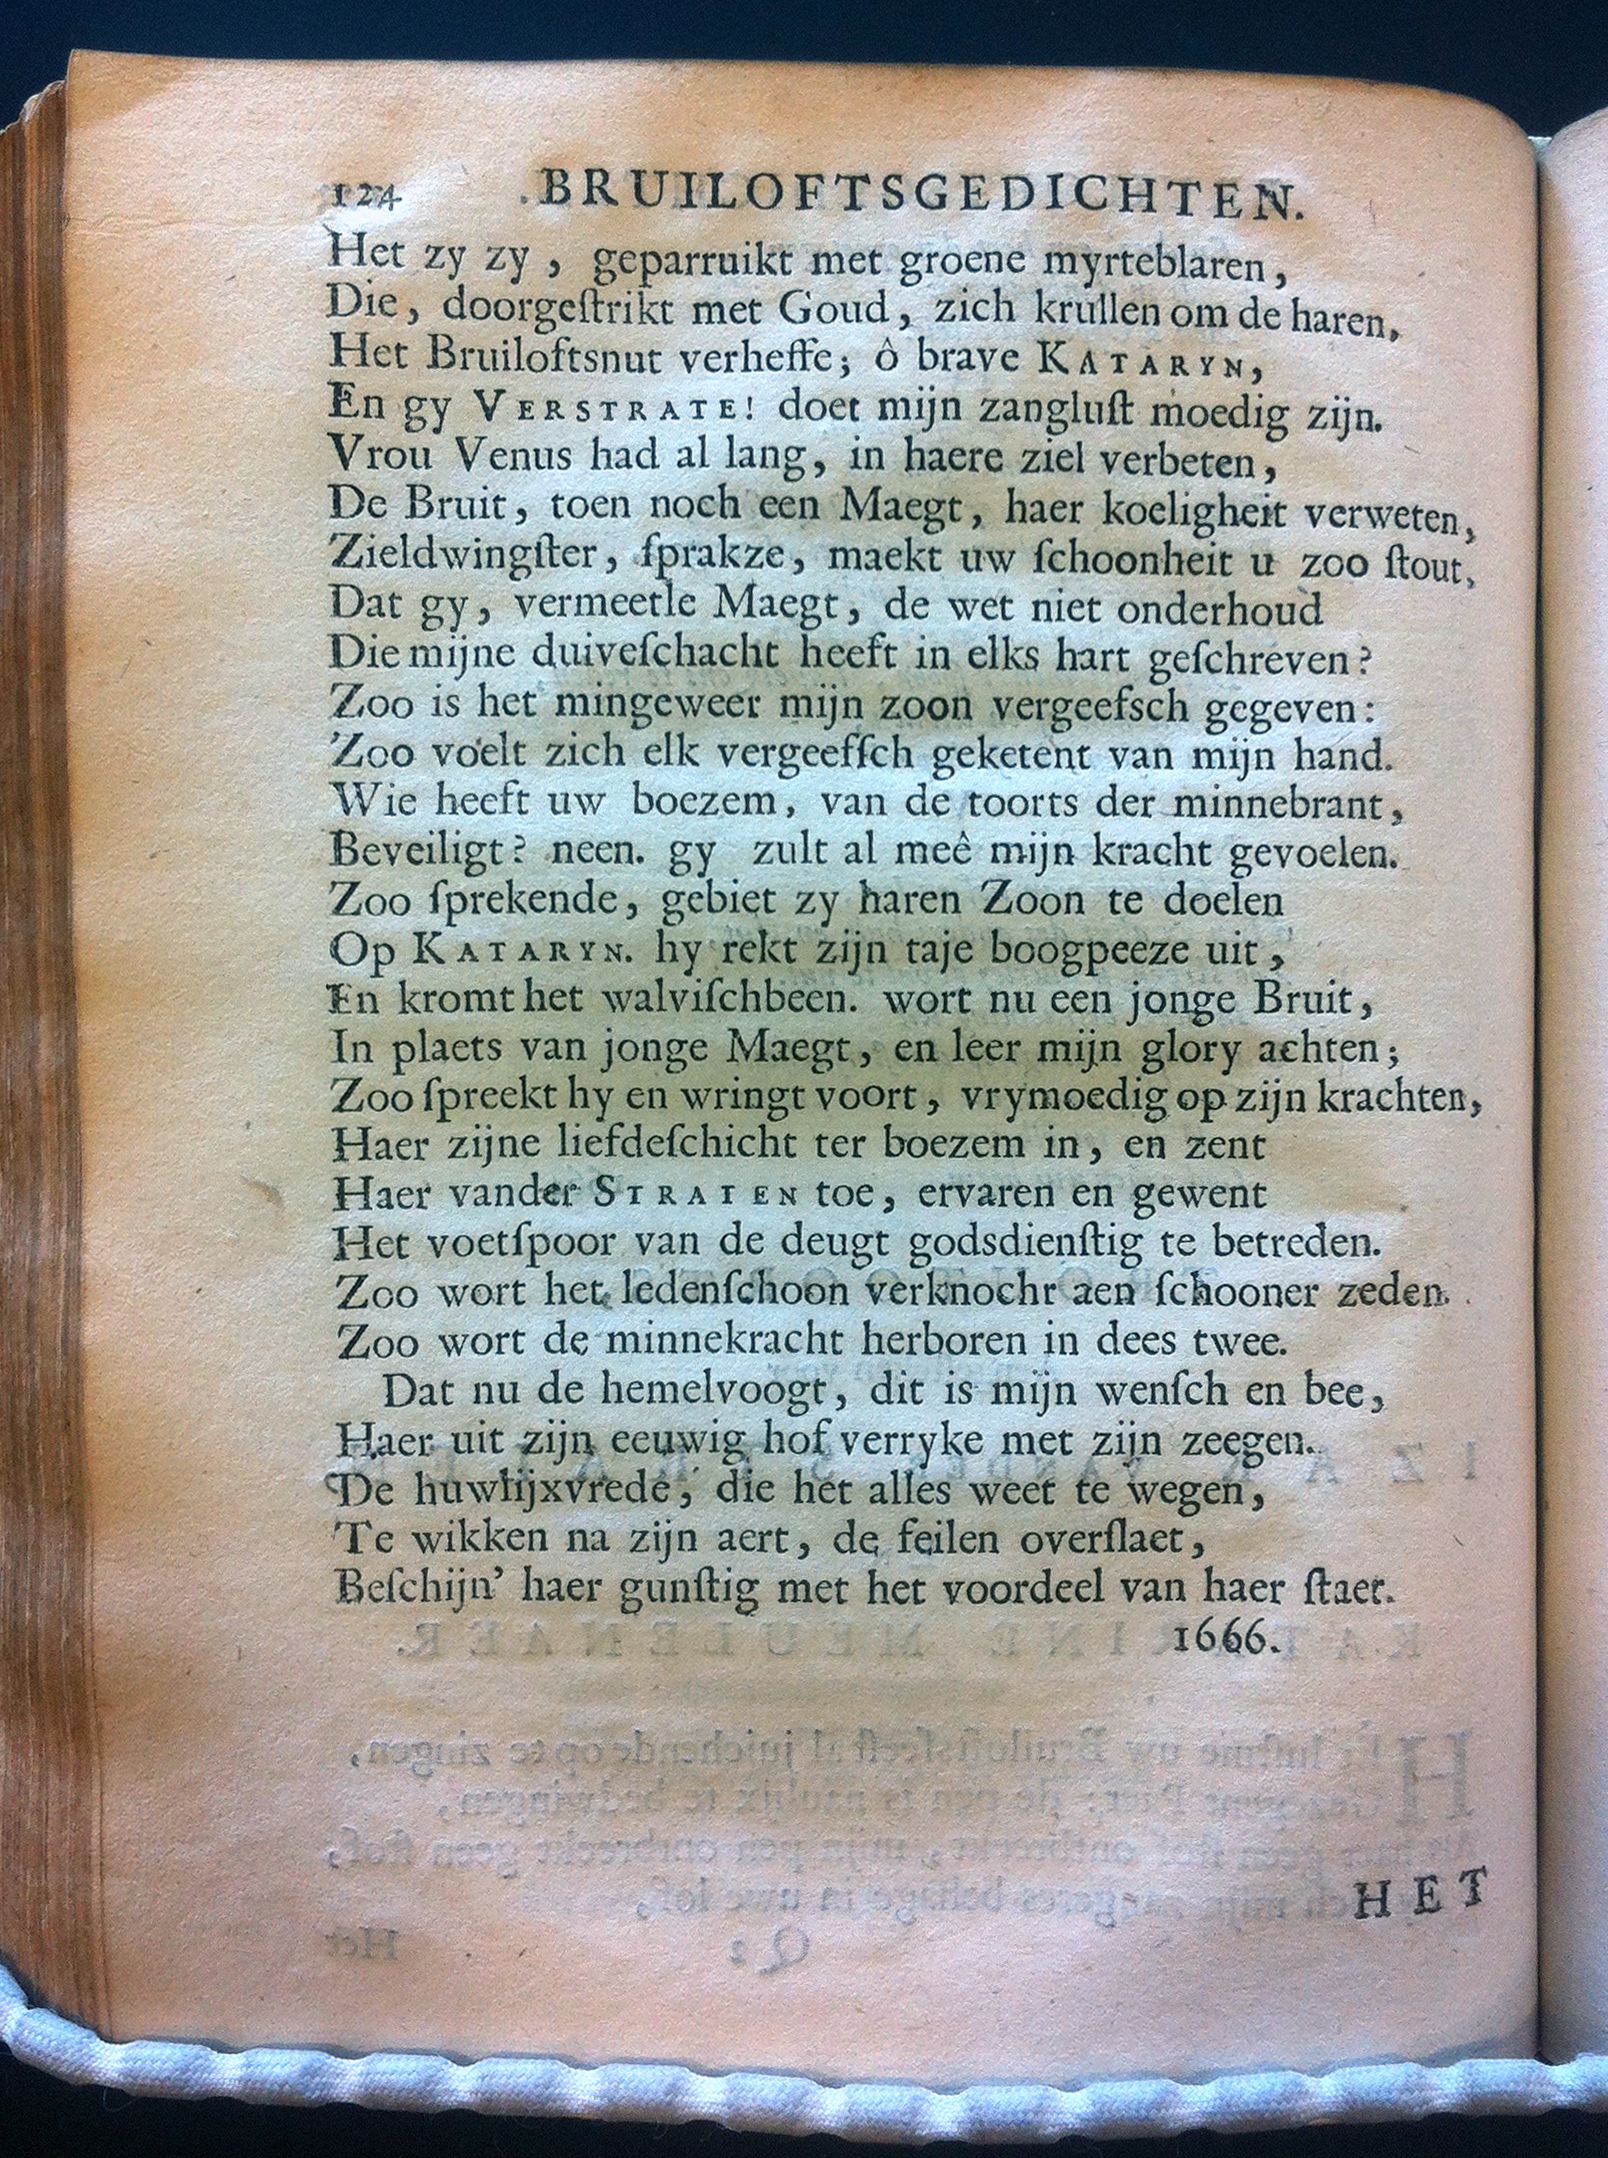 124 BRUILOFTSGEDICHTEN.
Het zy zy, geparruikt met groene myrteblaren,
Die, doorgeſtrikt met Goud, zich krullen om de haren,
Het Bruiloftsnut verheffe; ô brave KATARYN,
En gy VERSTRATE! doet mijn zangluſt moedig zijn.
Vrou Venus had al lang, in haere ziel verbeten,
De Bruit, toen noch een Maegt, haer koeligheit verweten,
Zieldwingſter, ſprakze, maekt uw ſchoonheit u zoo ſtout,
Dat gy, vermeetle Maegt, de wet niet onderhoud
Die mijne duiveſchacht heeft in elks hart geſchreven?
Zoo is het mingeweer mijn zoon vergeefsch gegeven:
Zoo voelt zich elk vergeefſch geketent van mijn hand.
Wie heeft uw boezem, van de toorts der minnebrant,
Beveiligt? neen. gy zult al meê mijn kracht gevoelen.
Zoo ſprekende, gebiet zy haren Zoon te doelen
Op KATARYN. hy rekt zijn taje boogpeeze uit,
En kromt het walviſchbeen. wort nu een jonge Bruit,
In plaets van jonge Maegt, en leer mijn glory achten;
Zoo ſpreekt hy en wringt voort, vrymoedig op zijn krachten,
Haer zijne liefdeſchicht ter boezem in, en zent
Haer vander STRATEN toe, ervaren en gewent
Het voetſpoor van de deugt godsdienſtig te betreden.
Zoo wort het ledenſchoon verknocht aen ſchooner zeden.
Zoo wort de minnekracht herboren in dees twee.
Dat nu de hemelvoogt, dit is mijn wenſch en bee,
Haer uit zijn eeuwig hof verryke met zijn zeegen.
De huwlijxvrede, die het alles weet te wegen,
Te wikken na zijn aert, de feilen overſlaet,
Beſchijn' haer gunſtig met het voordeel van haer ſtaet.
1666.
HET